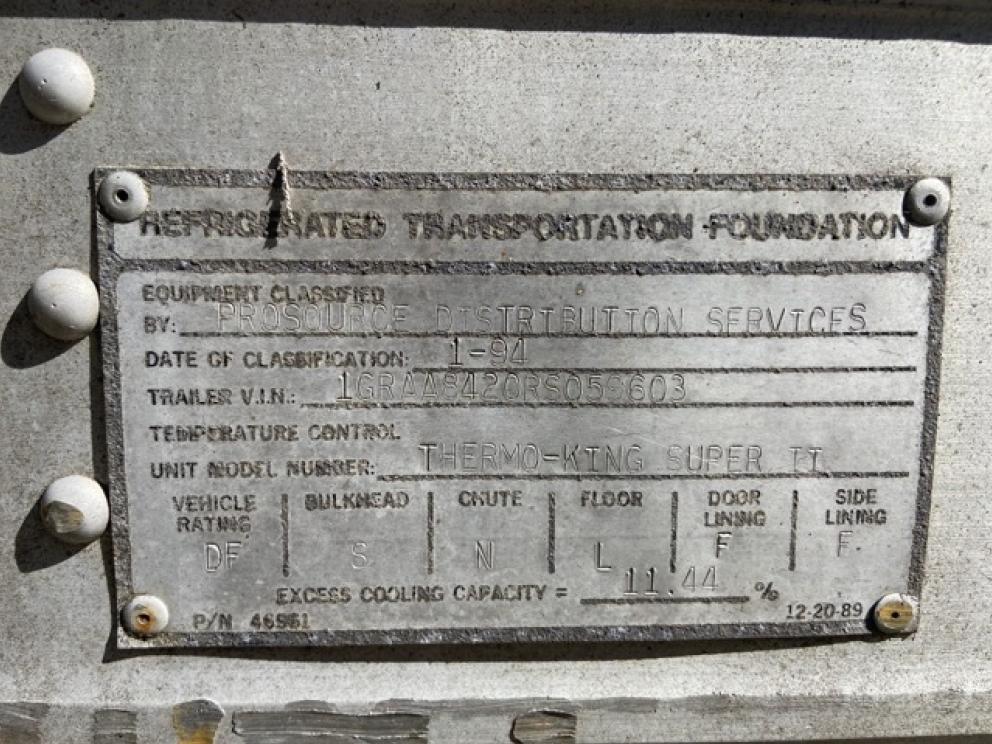 REFRIGERATED TRANSPORTATION FOUNDATION
EQUIPMENT CLASSIFIED
BY: PROSOURCE DISTRIBUTION SERVICES
DATE OF CLASSIFICATION: 1-94
TRAILER V.I.N.: 1GRAA8420RS059603
TEMPERATURE CONTROL
UNIT MODEL NUMBER: THERMO-KING SUPER II
VEHICLE RATING BULKHEAD CHUTE FLOOR DOOR LINING SIDE LINING
DF S N L F F
EXCESS COOLING CAPACITY = 11.44 %
P/N 46961 12-20-89